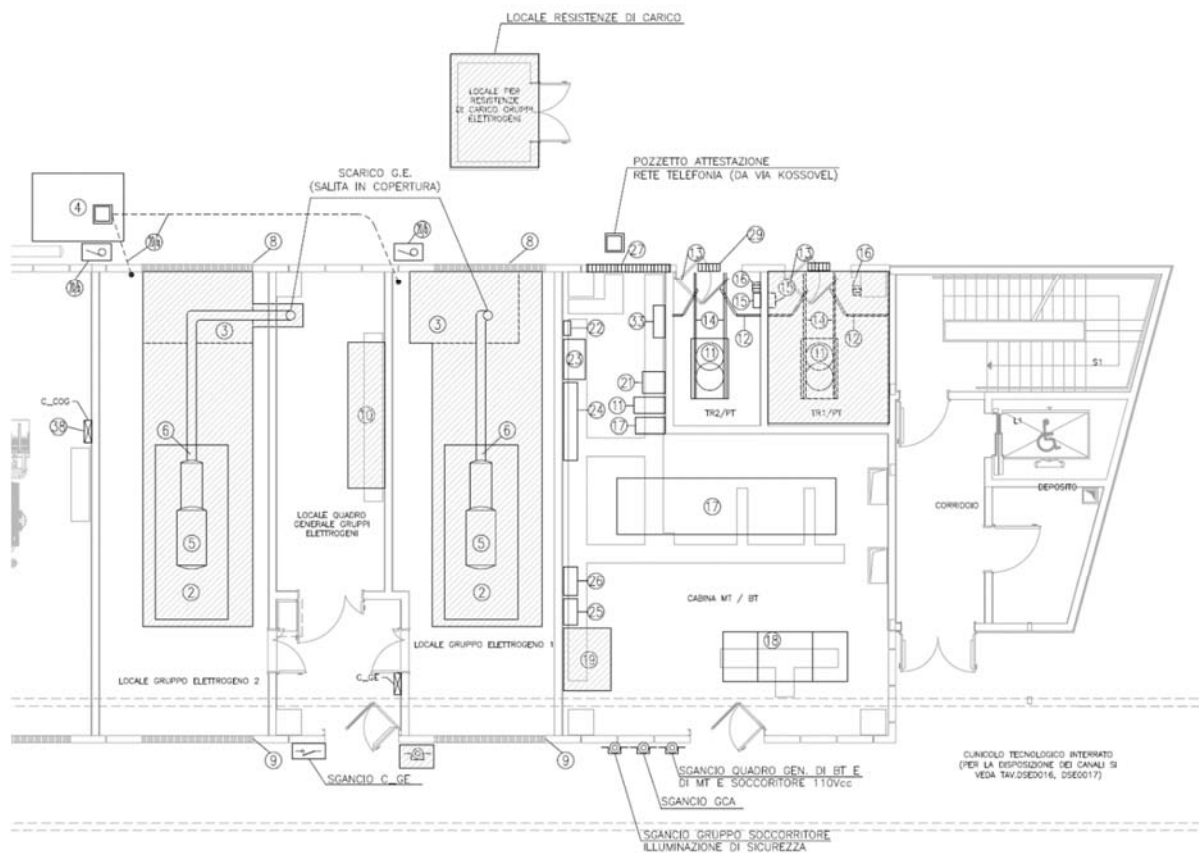 LOCALE RESISTENZE DI CARICO
LOCALE PER
RESISTENZE
DI CARICO GRUPPI
ELETTROGENI
POZZETTO ATTESTAZIONE
RETE TELEFONIA (DA VIA KOSSOVEL)
SCARICO G.E.
(SALITA IN COPERTURA)
4
8
8
27
13
29
13
16
16
15
15
3
3
22
33
14
12
14
12
23
11
11
21
24
11
TR2/PT
TR1/PT
17
S1
C_COG
38
10
L1
6
6
DEPOSITO
CORRIDOIO
LOCALE QUADRO
GENERALE GRUPPI
ELETTROGENI
17
5
5
2
2
26
25
CABINA MT / BT
18
19
LOCALE GRUPPO ELETTROGENO 1
LOCALE GRUPPO ELETTROGENO 2
C_GE
9
9
SGANCIO C_GE
SGANCIO QUADRO GEN. DI BT E
DI MT E SOCCORITORE 110Vcc
SGANCIO GCA
SGANCIO GRUPPO SOCCORRITORE
ILLUMINAZIONE DI SICUREZZA
CUNICOLO TECNOLOGICO INTERRATO
(PER LA DISPOSIZIONE DEI CANALI SI
VEDA TAV.DSE0016, DSE0017)